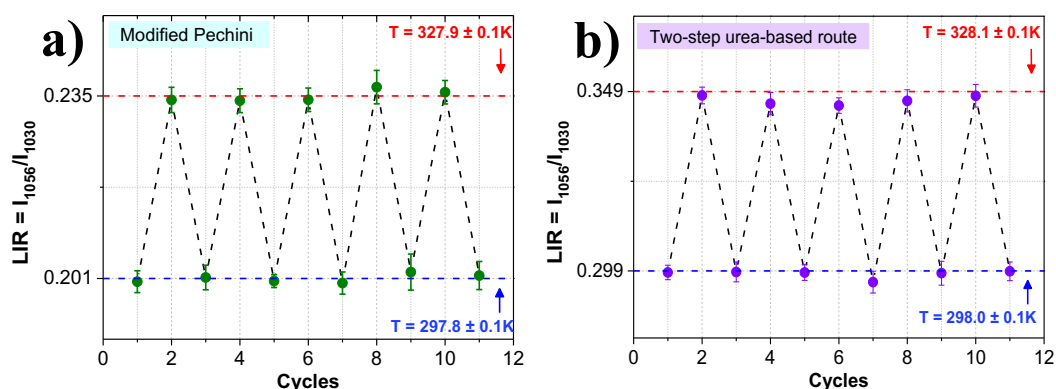 a)
Modified Pechini
T = 327.9 ± 0.1K
0.235
0.201
LIR = I1056/I1030
T = 297.8 ± 0.1K
0 2 4 6 8 10 12
Cycles
b)
Two-step urea-based route
T = 328.1 ± 0.1K
0.349
0.299
LIR = I1056/I1030
T = 298.0 ± 0.1K
0 2 4 6 8 10 12
Cycles